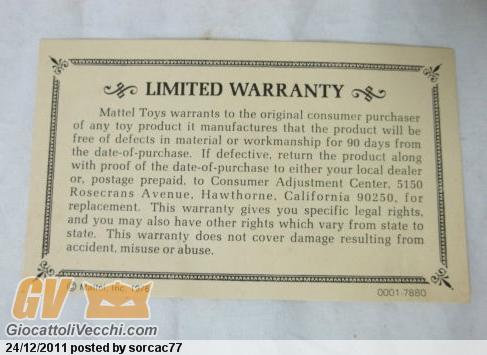 LIMITED WARRANTY
Mattel Toys warrants to the original consumer purchaser
of any toy product it manufactures that the product will be
free of defects in material or workmanship for 90 days from
the date-of-purchase. If defective, return the product along
with proof of the date-of-purchase to either your local dealer
or, postage prepaid, to Consumer Adjustment Center, 5150
Rosecrans Avenue, Hawthorne, California 90250, for
replacement. This warranty gives you specific legal rights,
and you may also have other rights which vary from state to
state. This warranty does not cover damage resulting from
accident, misuse or abuse.
© Mattel, Inc. 1978
0001-7880
GV
GiocattoliVecchi.com
24/12/2011 posted by sorcac77